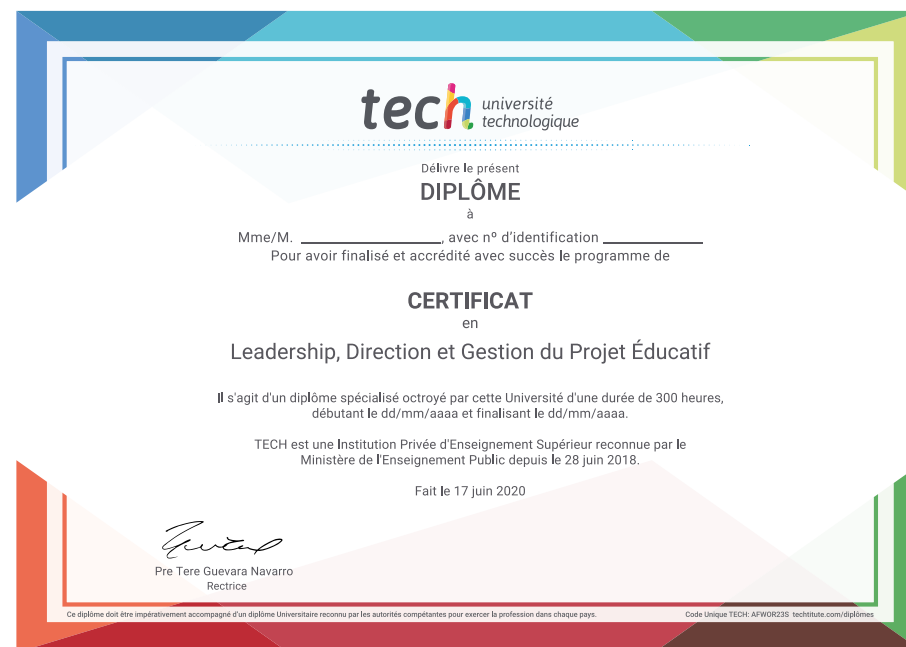 tech université
technologique
Délivre le présent
DIPLÔME
à
Mme/M. ____________________, avec nº d'identification ______________
Pour avoir finalisé et accrédité avec succès le programme de
CERTIFICAT
en
Leadership, Direction et Gestion du Projet Éducatif
Il s'agit d'un diplôme spécialisé octroyé par cette Université d'une durée de 300 heures,
débutant le dd/mm/aaaa et finalisant le dd/mm/aaaa.
TECH est une Institution Privée d'Enseignement Supérieur reconnue par le
Ministère de l'Enseignement Public depuis le 28 juin 2018.
Fait le 17 juin 2020
Pre Tere Guevara Navarro
Rectrice
Ce diplôme doit être impérativement accompagné d'un diplôme Universitaire reconnu par les autorités compétantes pour exercer la profession dans chaque pays.
Code Unique TECH: AFWOR23S techtitute.com/diplômes